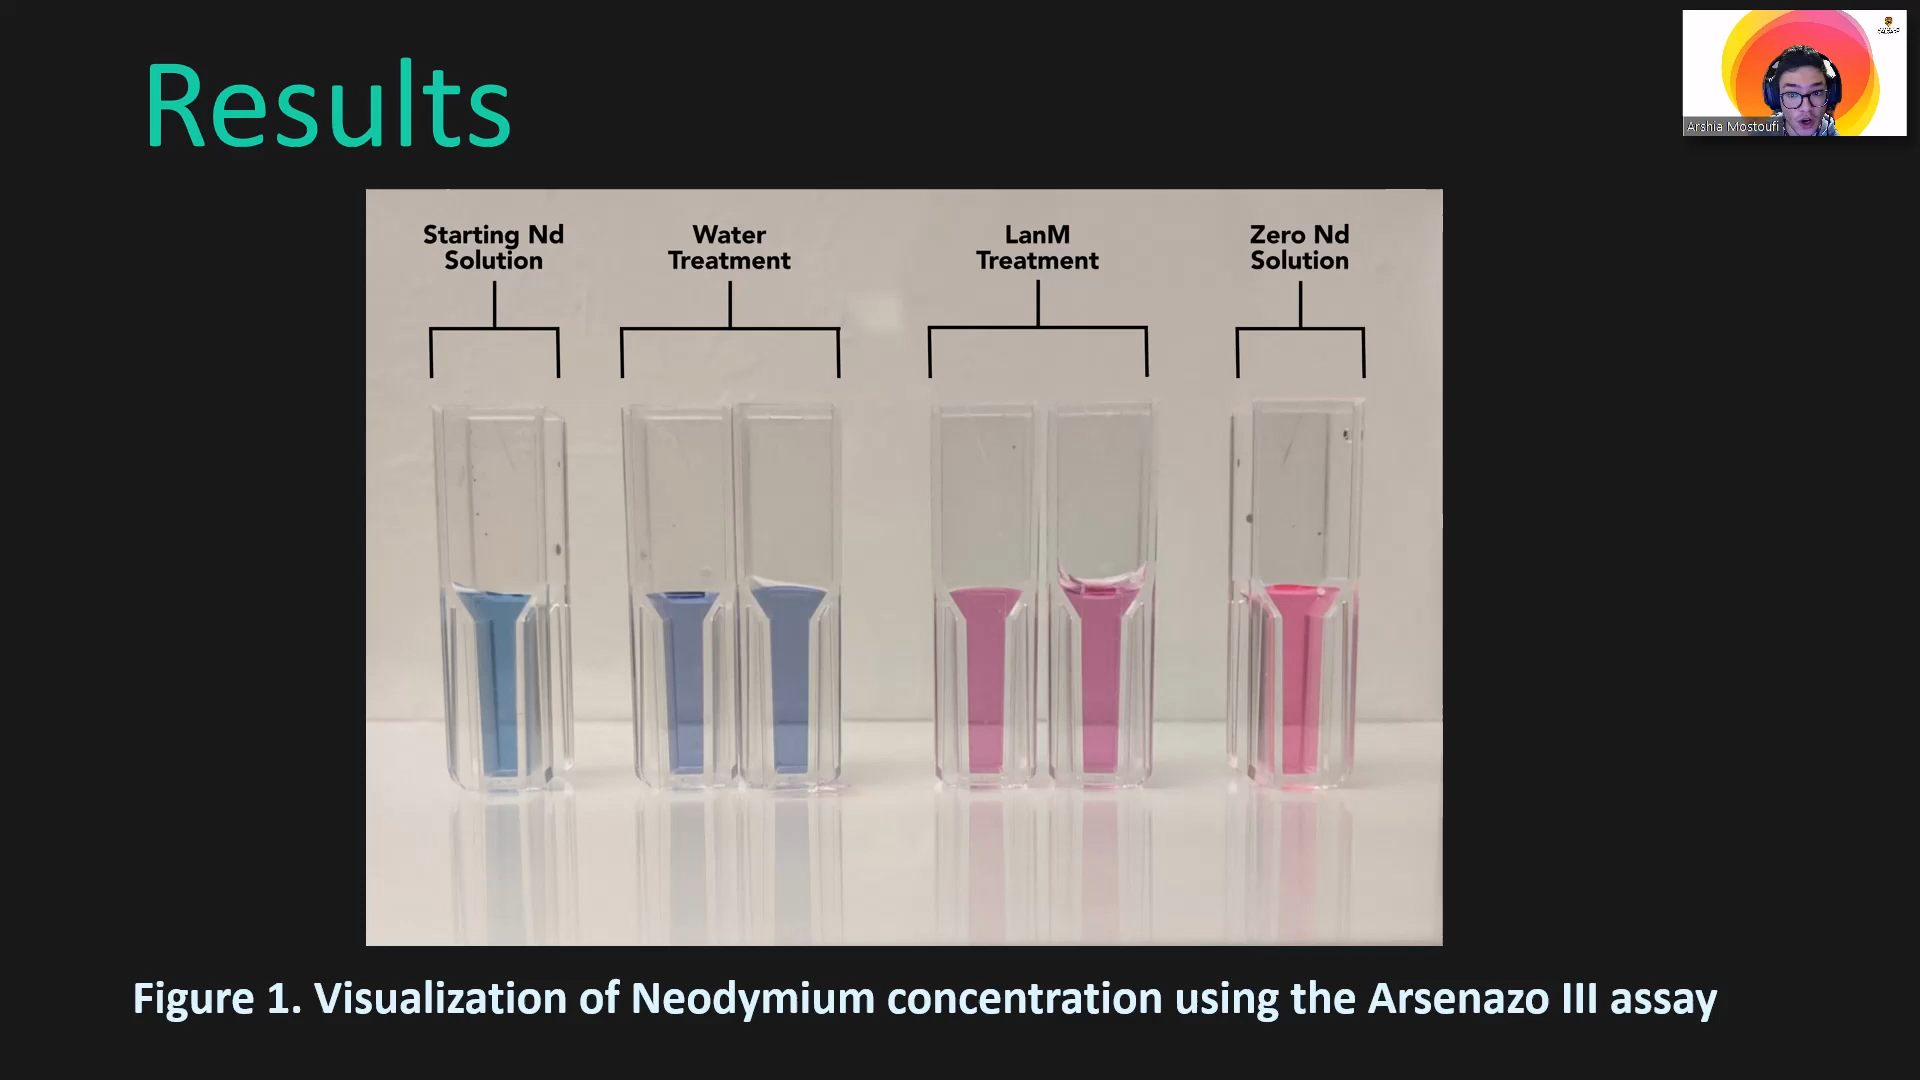 Results
Arshia Mostoufi
Starting Nd
Solution
Water
Treatment
LanM
Treatment
Zero Nd
Solution
Figure 1. Visualization of Neodymium concentration using the Arsenazo III assay